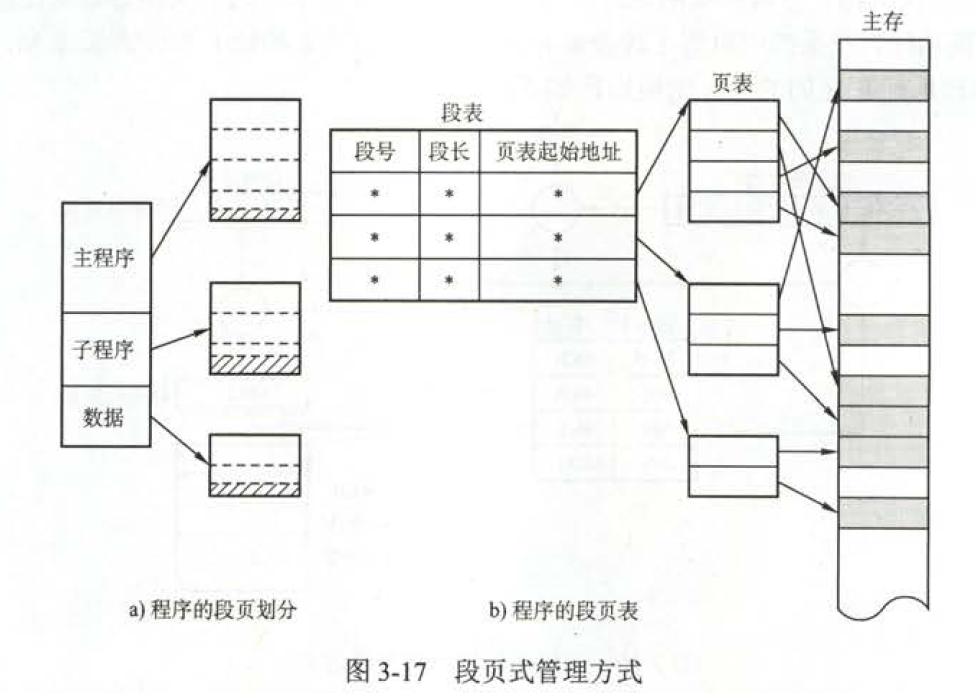 主存
页表
段表
段号 段长 页表起始地址
* * *
* * *
* * *
主程序
子程序
数据
a) 程序的段页划分
b) 程序的段页表
图 3-17 段页式管理方式